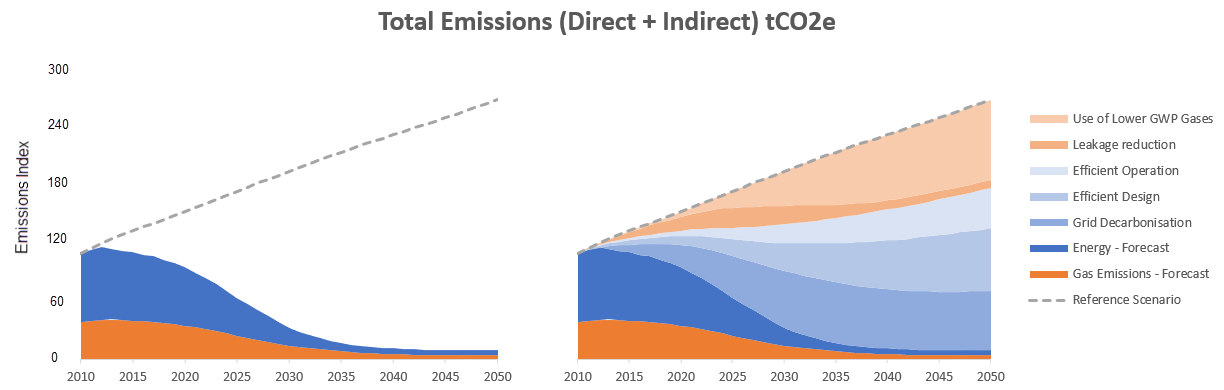 Total Emissions (Direct + Indirect) tCO2e
Emissions Index
300
240
180
120
60
0
2010 2015 2020 2025 2030 2035 2040 2045 2050
2010 2015 2020 2025 2030 2035 2040 2045 2050
Use of Lower GWP Gases
Leakage reduction
Efficient Operation
Efficient Design
Grid Decarbonisation
Energy - Forecast
Gas Emissions - Forecast
Reference Scenario